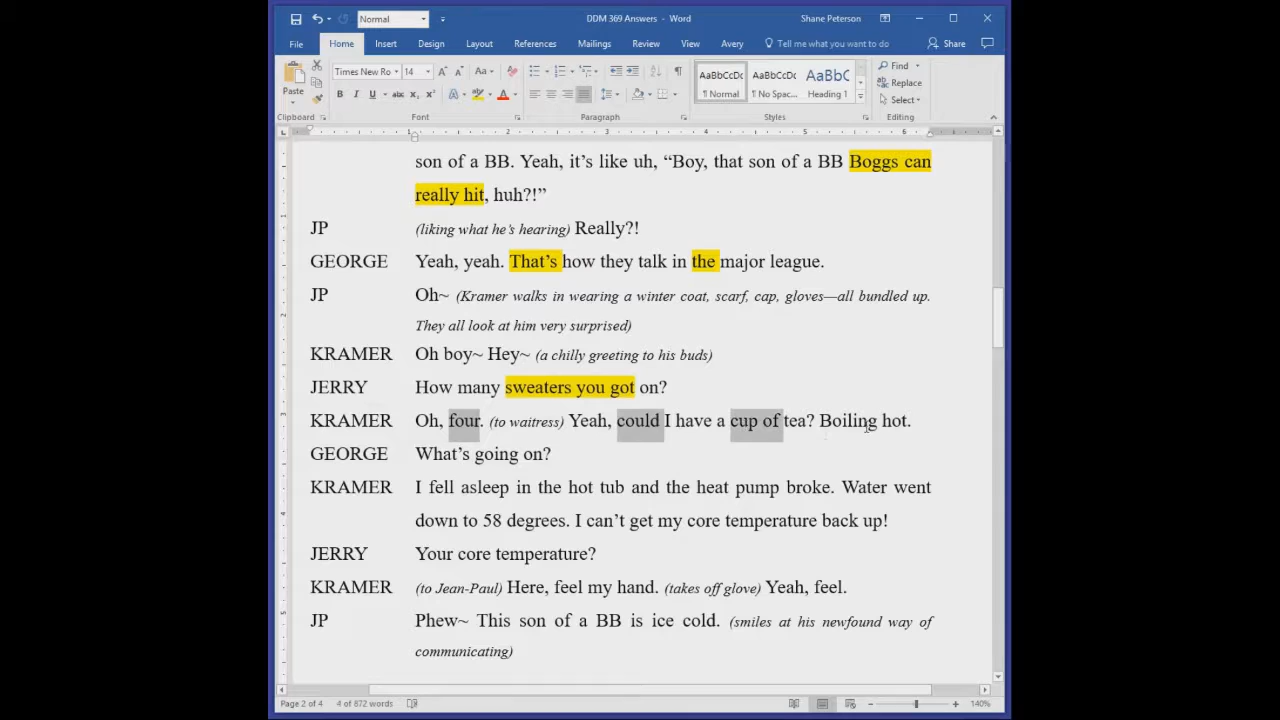 Normal
DDM 369 Answers - Word
Shane Peterson
File Home Insert Design Layout References Mailings Review View Avery Tell me what you want to do Share
Paste
Times New Ro 14 Aa
B I U abc x₂ x² A A
AaBbCcDc AaBbCcDc AaBbC
¶ Normal ¶ No Spac... Heading 1
Find
Replace
Select
Clipboard Font Paragraph Styles Editing
1 2 3 4 5 6
son of a BB. Yeah, it's like uh, “Boy, that son of a BB Boggs can
really hit, huh?!”
JP (liking what he's hearing) Really?!
GEORGE Yeah, yeah. That's how they talk in the major league.
JP Oh~ (Kramer walks in wearing a winter coat, scarf, cap, gloves—all bundled up.
They all look at him very surprised)
KRAMER Oh boy~ Hey~ (a chilly greeting to his buds)
JERRY How many sweaters you got on?
KRAMER Oh, four. (to waitress) Yeah, could I have a cup of tea? Boiling hot.
GEORGE What's going on?
KRAMER I fell asleep in the hot tub and the heat pump broke. Water went
down to 58 degrees. I can't get my core temperature back up!
JERRY Your core temperature?
KRAMER (to Jean-Paul) Here, feel my hand. (takes off glove) Yeah, feel.
JP Phew~ This son of a BB is ice cold. (smiles at his newfound way of
communicating)
Page 2 of 4 4 of 872 words 140%